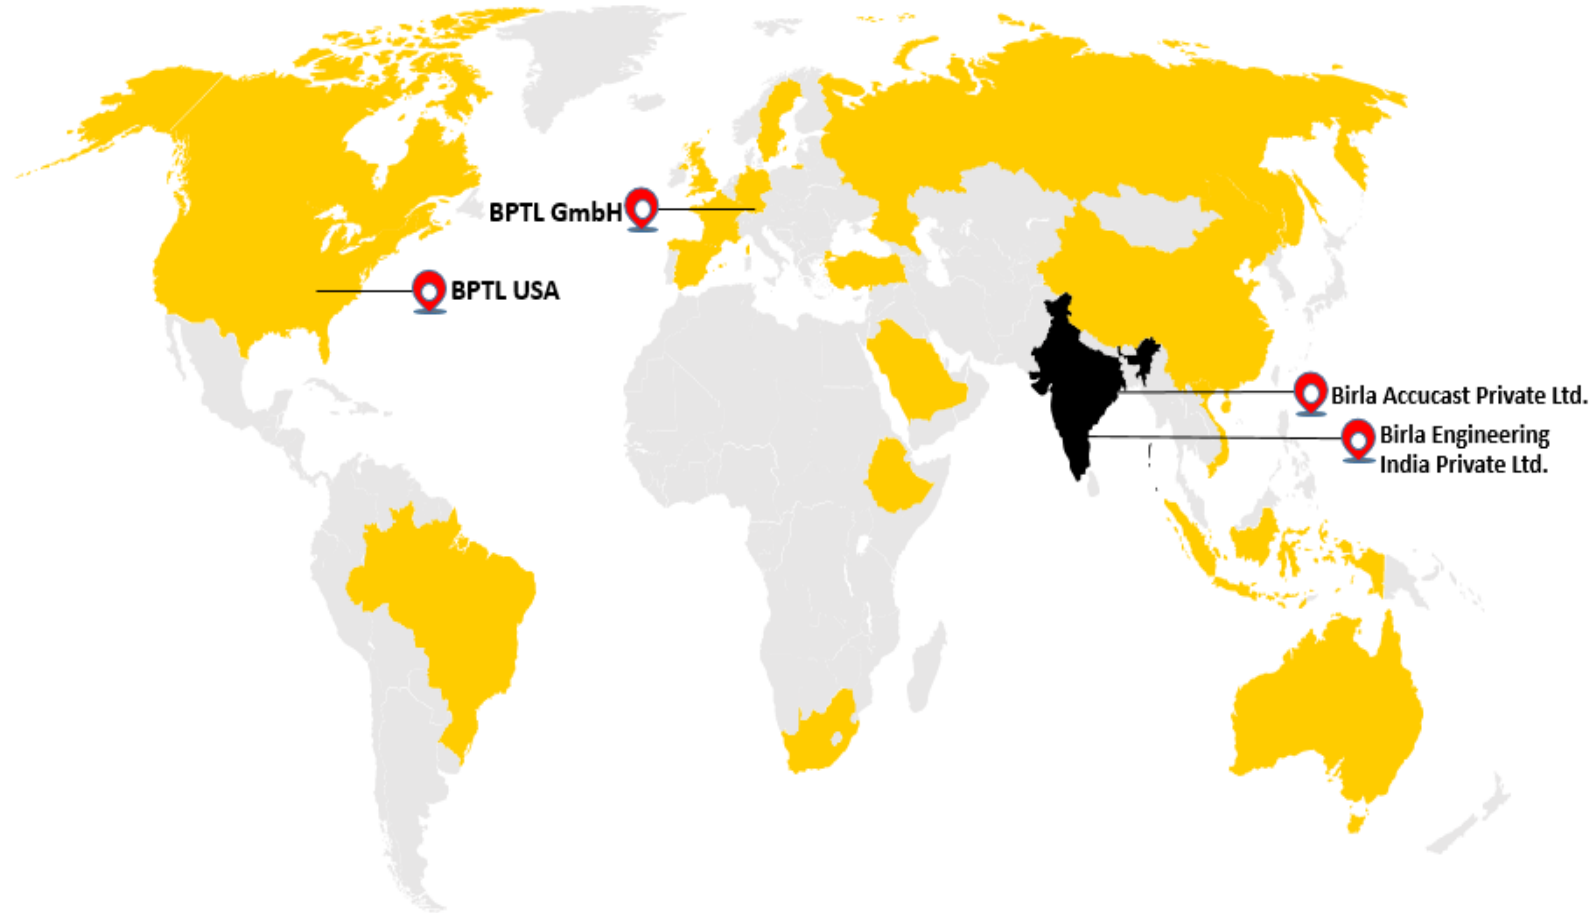 BPTL GmbH
BPTL USA
Birla Accucast Private Ltd.
Birla Engineering
India Private Ltd.